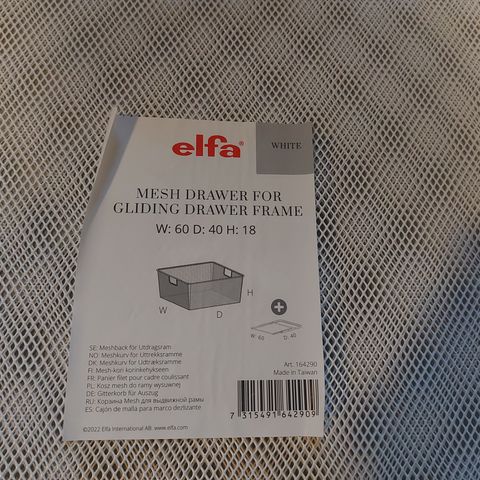 elfa®
WHITE
MESH DRAWER FOR
GLIDING DRAWER FRAME
W: 60 D: 40 H: 18
H
W
D
+
W: 60
D: 40
SE: Meshback för Utdragsram
NO: Meshkurv for Uttrekksramme
DK: Meshkurv for Udtræksramme
FI: Mesh-kori korinkehykseen
FR: Panier filet pour cadre coulissant
PL: Kosz mesh do ramy wysuwnej
DE: Gitterkorb für Auszug
RU: Корзина Mesh для выдвижной рамы
ES: Cajón de malla para marco deslizante
Art. 164290
Made in Taiwan
7 315491 642909
©2022 Elfa International AB: www.elfa.com